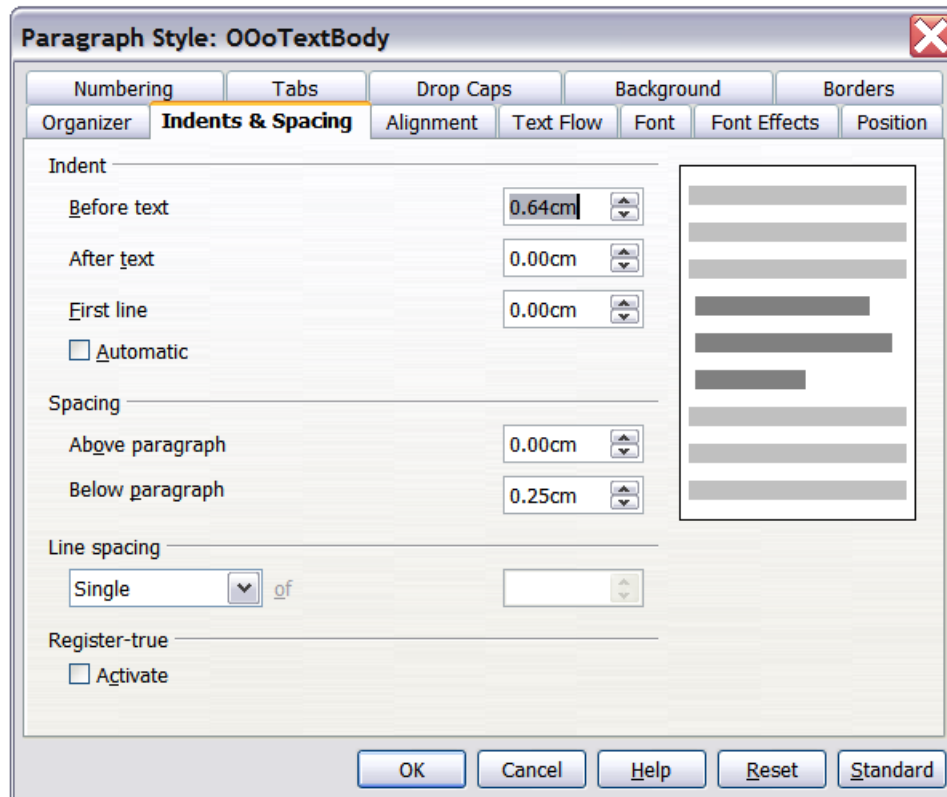 Paragraph Style: OOoTextBody
Numbering Tabs Drop Caps Background Borders
Organizer Indents & Spacing Alignment Text Flow Font Font Effects Position
Indent
Before text 0.64cm
After text 0.00cm
First line 0.00cm
Automatic
Spacing
Above paragraph 0.00cm
Below paragraph 0.25cm
Line spacing
Single of
Register-true
Activate
OK Cancel Help Reset Standard